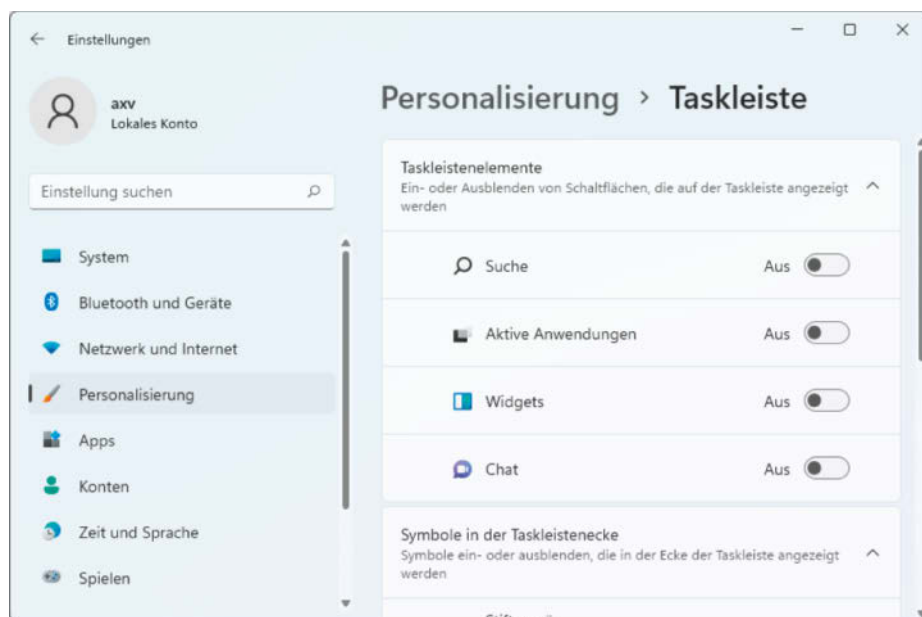 Einstellungen
axv
Lokales Konto
Einstellung suchen
System
Bluetooth und Geräte
Netzwerk und Internet
Personalisierung
Apps
Konten
Zeit und Sprache
Spielen
Personalisierung > Taskleiste
Taskleistenelemente
Ein- oder Ausblenden von Schaltflächen, die auf der Taskleiste angezeigt
werden
Suche Aus
Aktive Anwendungen Aus
Widgets Aus
Chat Aus
Symbole in der Taskleistenecke
Symbole ein- oder ausblenden, die in der Ecke der Taskleiste angezeigt
werden